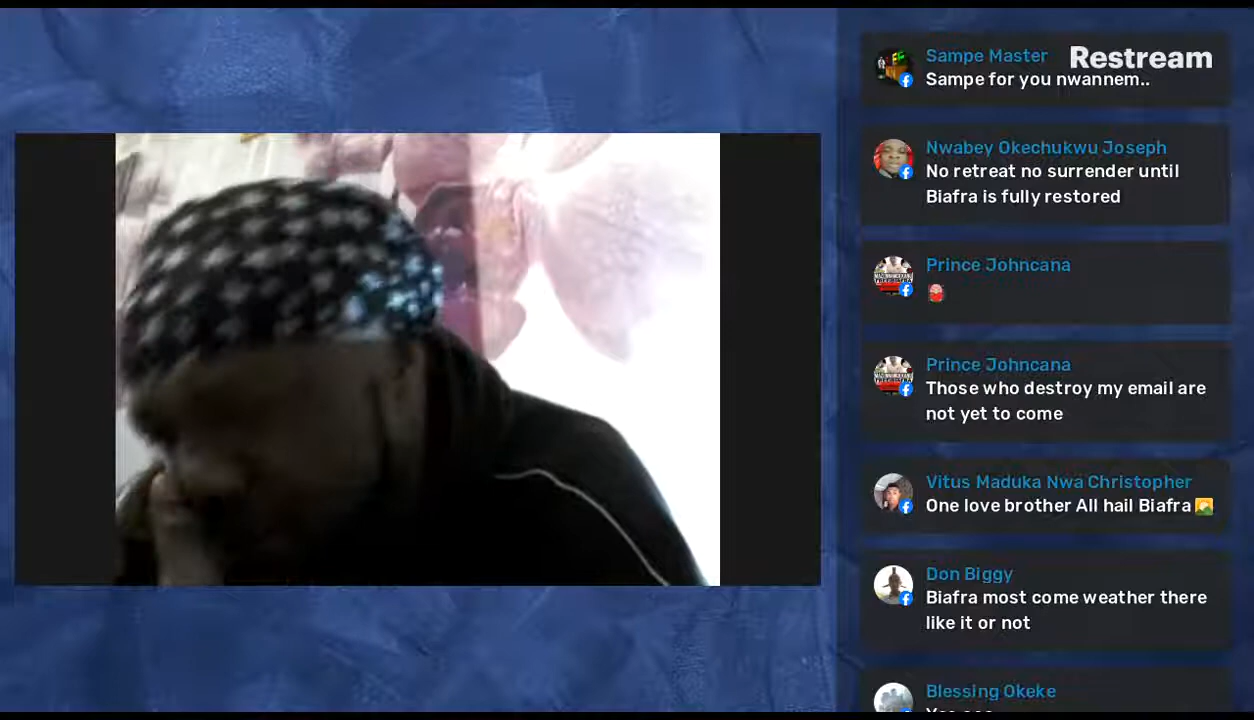 Restream
Sampe Master
Sampe for you nwannem..
Nwabey Okechukwu Joseph
No retreat no surrender until
Biafra is fully restored
Prince Johncana
Prince Johncana
Those who destroy my email are
not yet to come
Vitus Maduka Nwa Christopher
One love brother All hail Biafra
Don Biggy
Biafra most come weather there
like it or not
Blessing Okeke